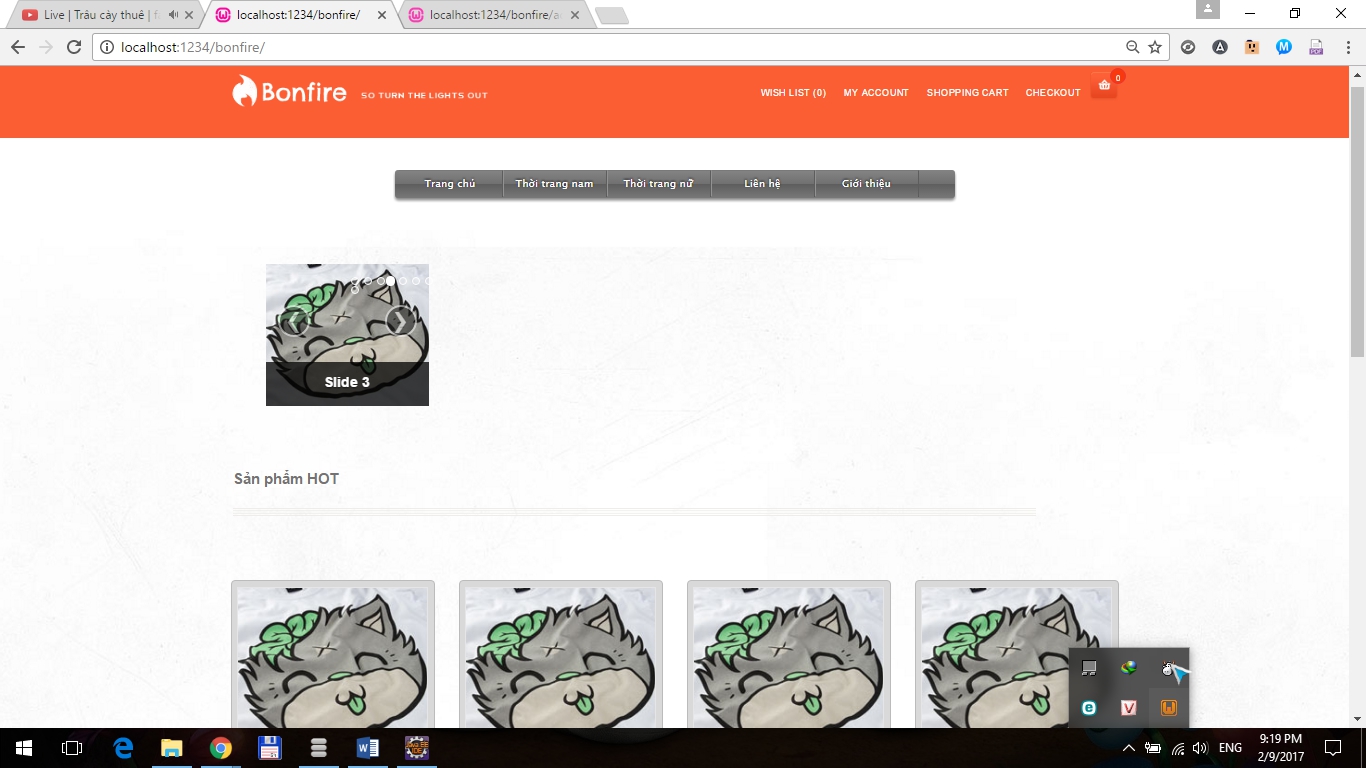 Live | Trâu cày thuê | f
localhost:1234/bonfire/
localhost:1234/bonfire/a
localhost:1234/bonfire/
Bonfire SO TURN THE LIGHTS OUT
WISH LIST (0) MY ACCOUNT SHOPPING CART CHECKOUT 0
Trang chủ Thời trang nam Thời trang nữ Liên hệ Giới thiệu
Slide 3
Sản phẩm HOT
ENG
9:19 PM
2/9/2017